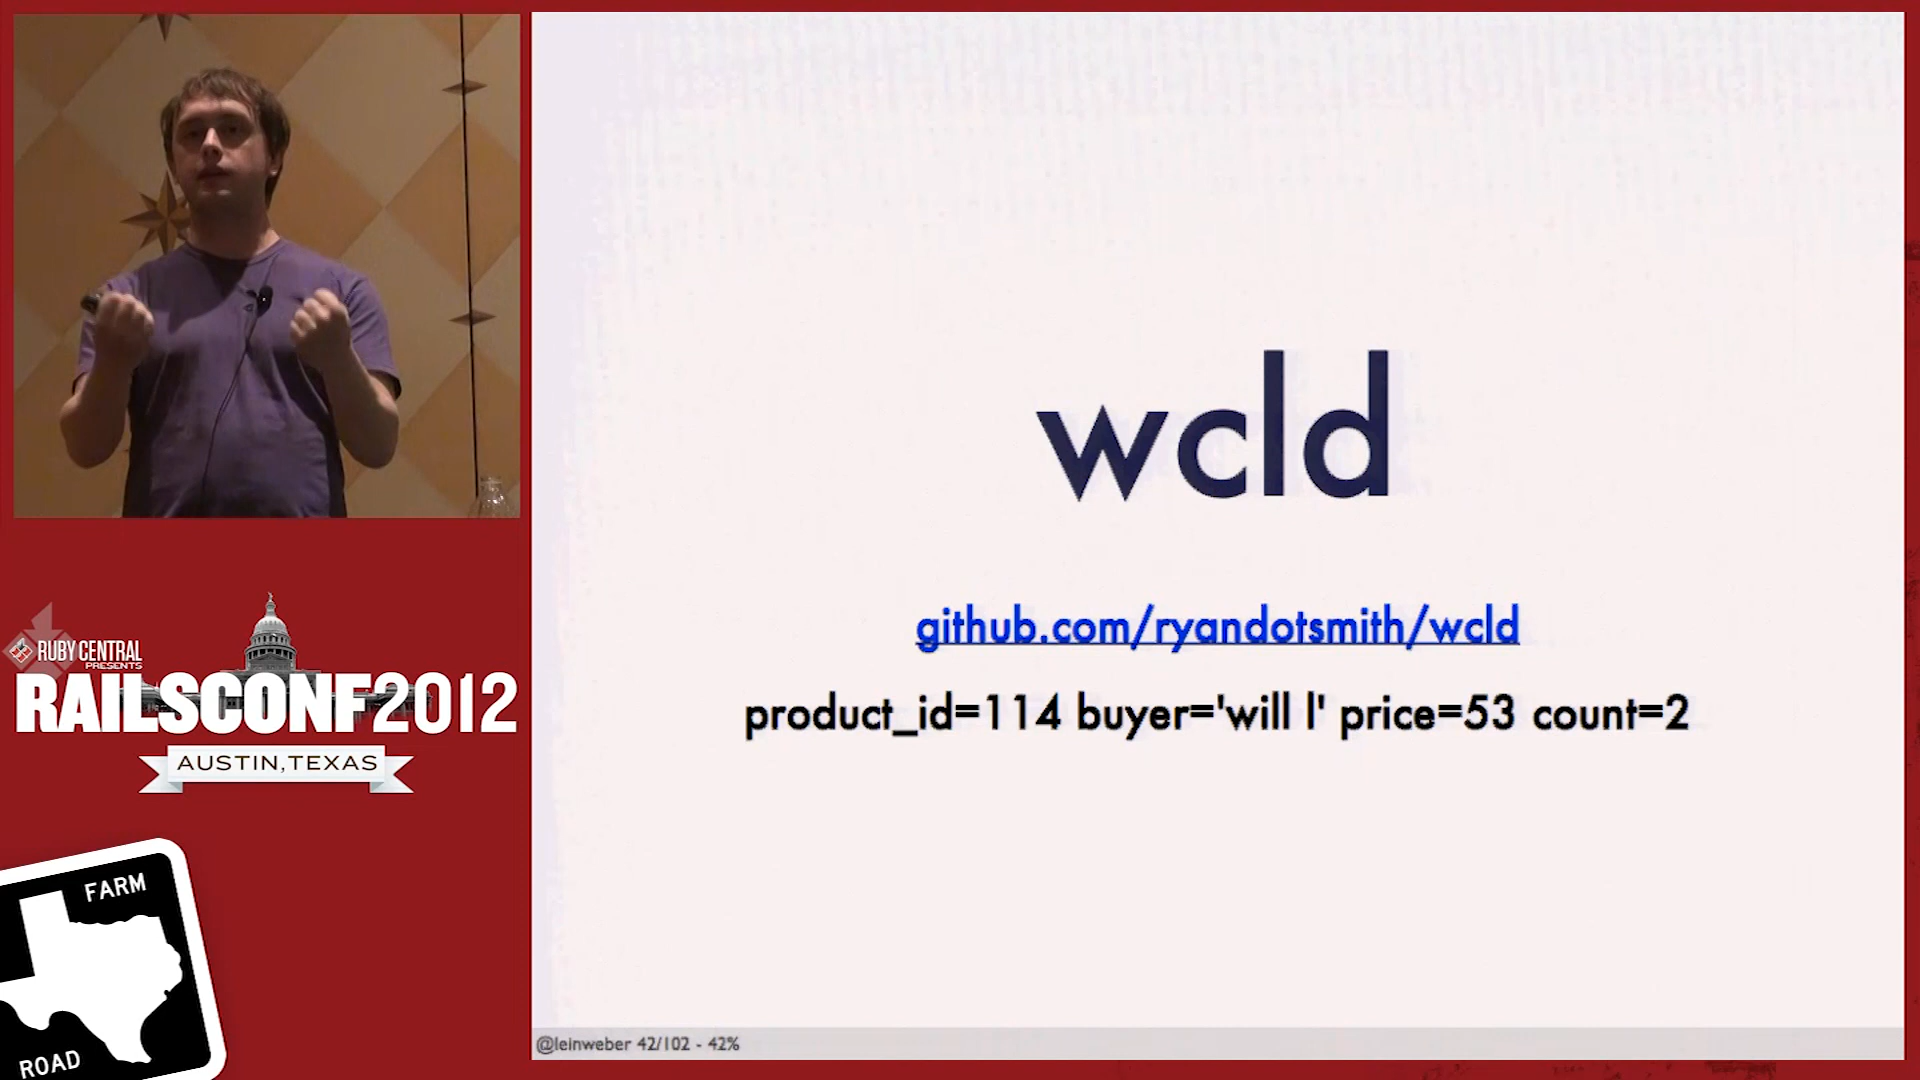 wcld
github.com/ryandotsmith/wcld
product_id=114 buyer='will l' price=53 count=2
@leinweber 42/102 - 42%
RUBY CENTRAL
PRESENTS
RAILSCONF2012
AUSTIN, TEXAS
FARM
ROAD